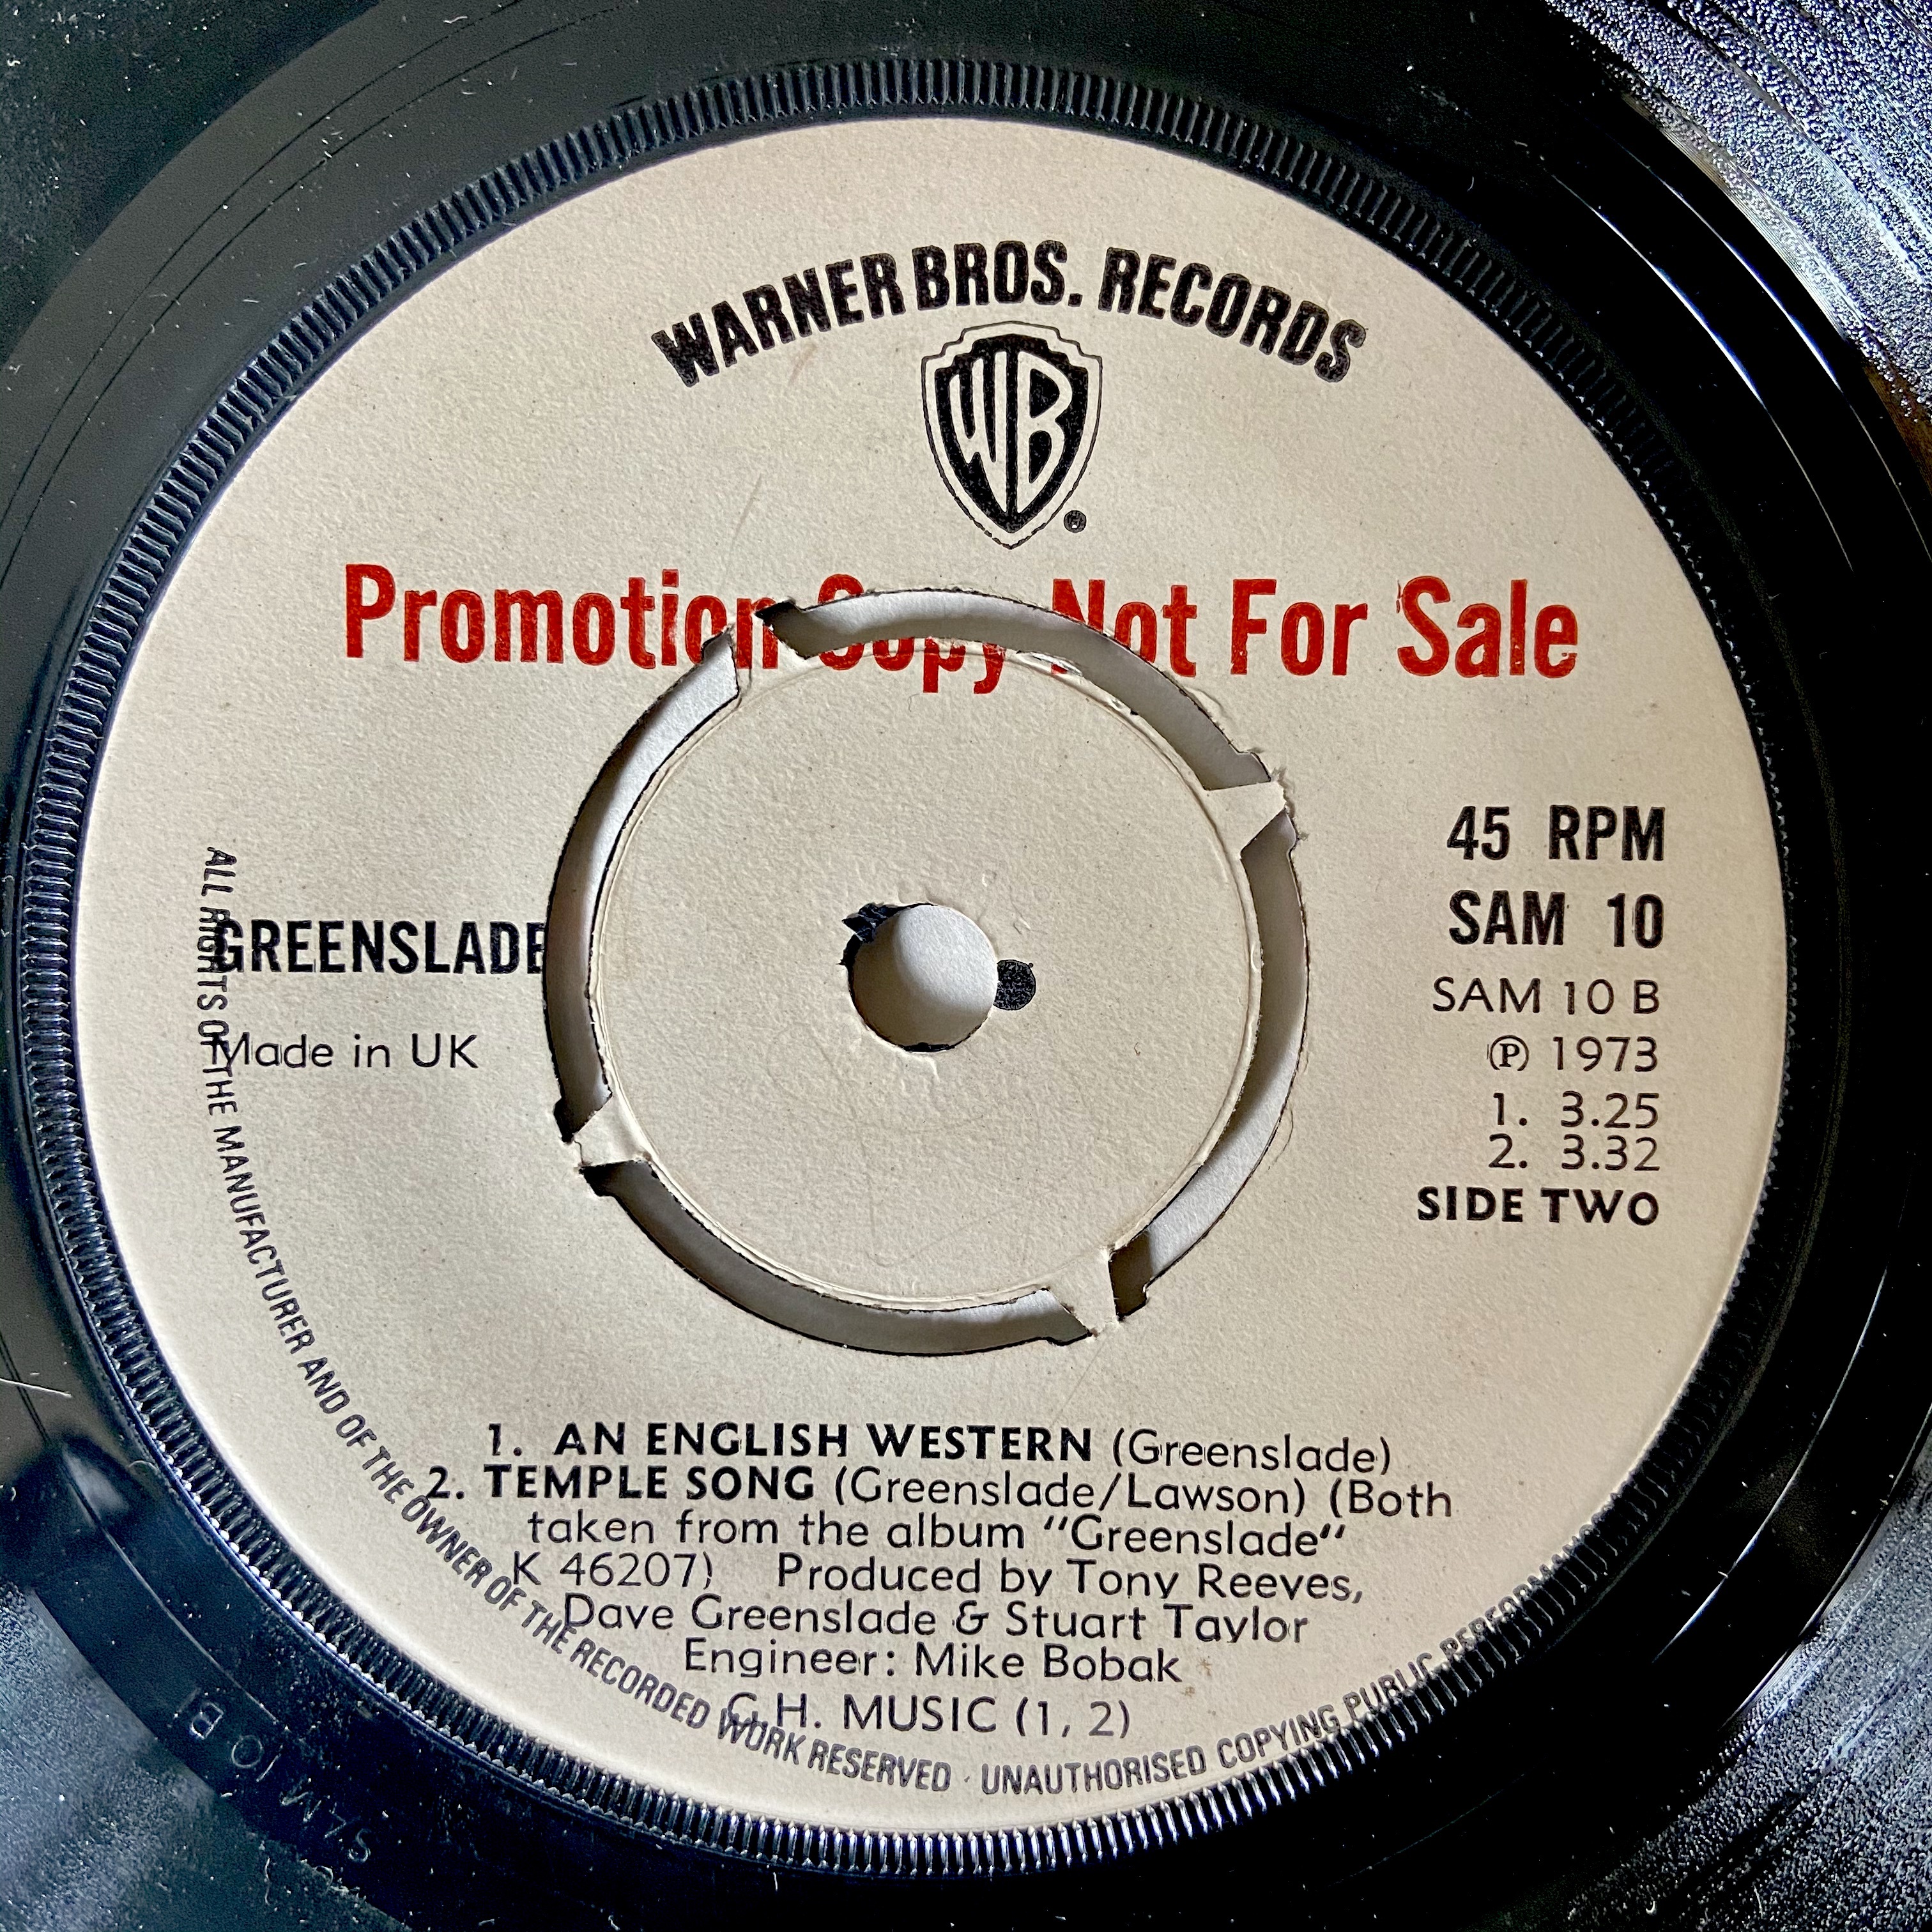 WARNER BROS. RECORDS
WB
®
Promotion Copy Not For Sale
45 RPM
SAM 10
GREENSLADE
SAM 10 B
Made in UK
℗ 1973
1. 3.25
2. 3.32
SIDE TWO
1. AN ENGLISH WESTERN (Greenslade)
2. TEMPLE SONG (Greenslade/Lawson) (Both
taken from the album "Greenslade"
K 46207) Produced by Tony Reeves,
Dave Greenslade & Stuart Taylor
Engineer: Mike Bobak
G.H. MUSIC (1, 2)
ALL RIGHTS OF THE MANUFACTURER AND OF THE OWNER OF THE RECORDED WORK RESERVED · UNAUTHORISED COPYING PUBLIC
SAM 10 B1